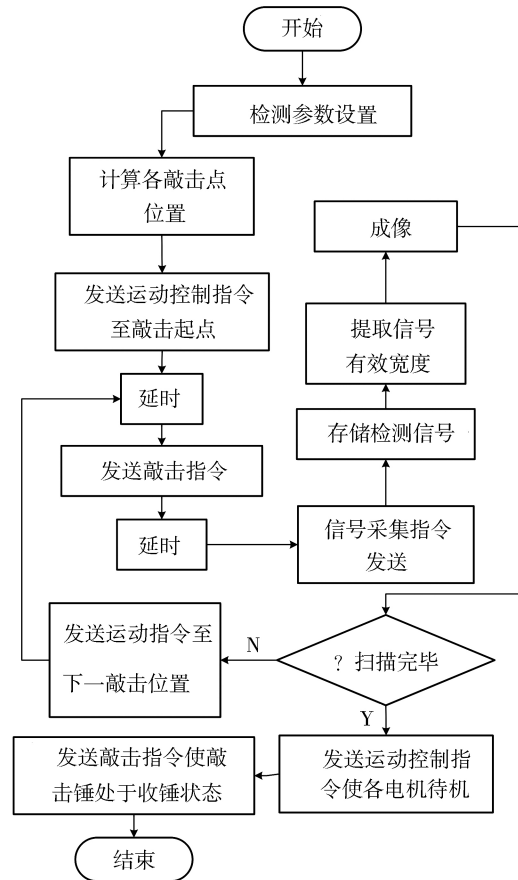 开始
检测参数设置
计算各敲击点
位置
发送运动控制指令
至敲击起点
延时
发送敲击指令
延时
信号采集指令
发送
存储检测信号
提取信号
有效宽度
成像
？扫描完毕
N
发送运动指令至
下一敲击位置
Y
发送运动控制指
令使各电机待机
发送敲击指令使敲
击锤处于收锤状态
结束